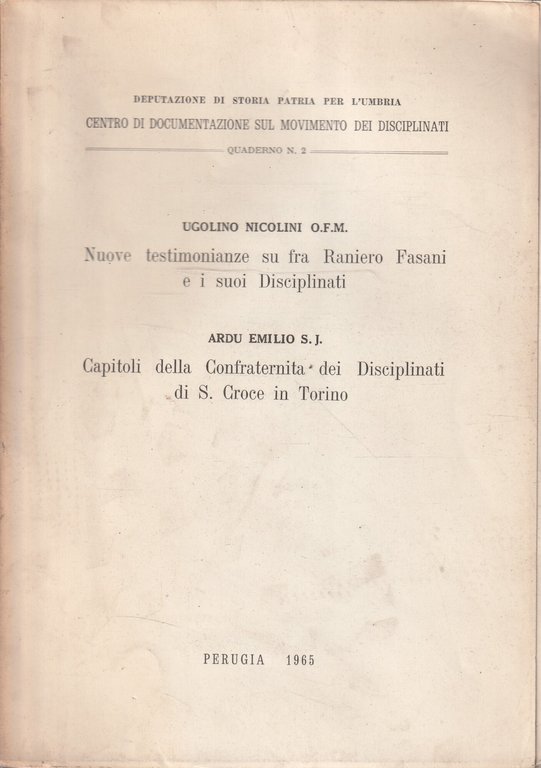 DEPUTAZIONE DI STORIA PATRIA PER L'UMBRIA
CENTRO DI DOCUMENTAZIONE SUL MOVIMENTO DEI DISCIPLINATI
QUADERNO N. 2
UGOLINO NICOLINI O.F.M.
Nuove testimonianze su fra Raniero Fasani
e i suoi Disciplinati
ARDU EMILIO S. J.
Capitoli della Confraternita dei Disciplinati
di S. Croce in Torino
PERUGIA 1965